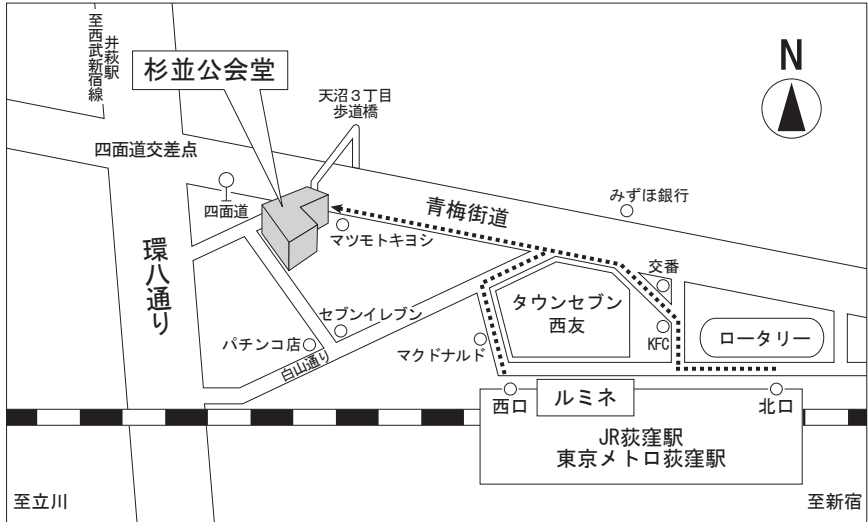 至西武新宿線
井萩駅
杉並公会堂
天沼３丁目
歩道橋
N
四面道交差点
四面道
青梅街道
みずほ銀行
マツモトキヨシ
環八通り
交番
タウンセブン
西友
セブンイレブン
パチンコ店
白山通り
マクドナルド
KFC
ロータリー
西口
ルミネ
北口
JR荻窪駅
東京メトロ荻窪駅
至立川
至新宿